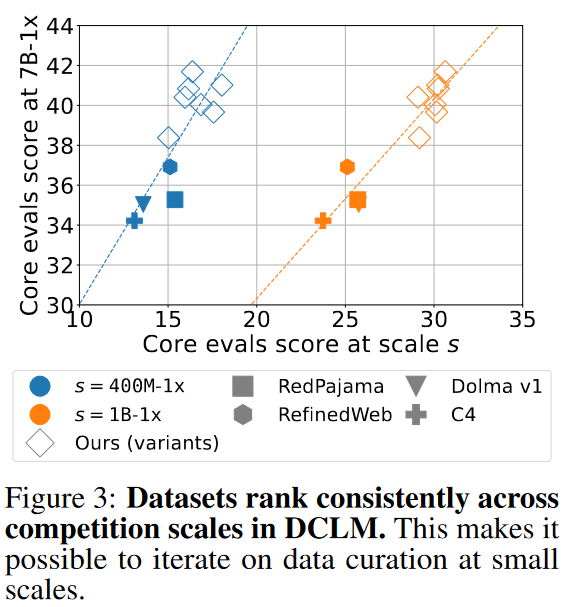 44
42
40
38
36
34
32
30
Core evals score at 7B-1x
10
15
20
25
30
35
Core evals score at scale s
s = 400M-1x
RedPajama
Dolma v1
s = 1B-1x
RefinedWeb
C4
Ours (variants)
Figure 3: Datasets rank consistently across
competition scales in DCLM. This makes it
possible to iterate on data curation at small
scales.